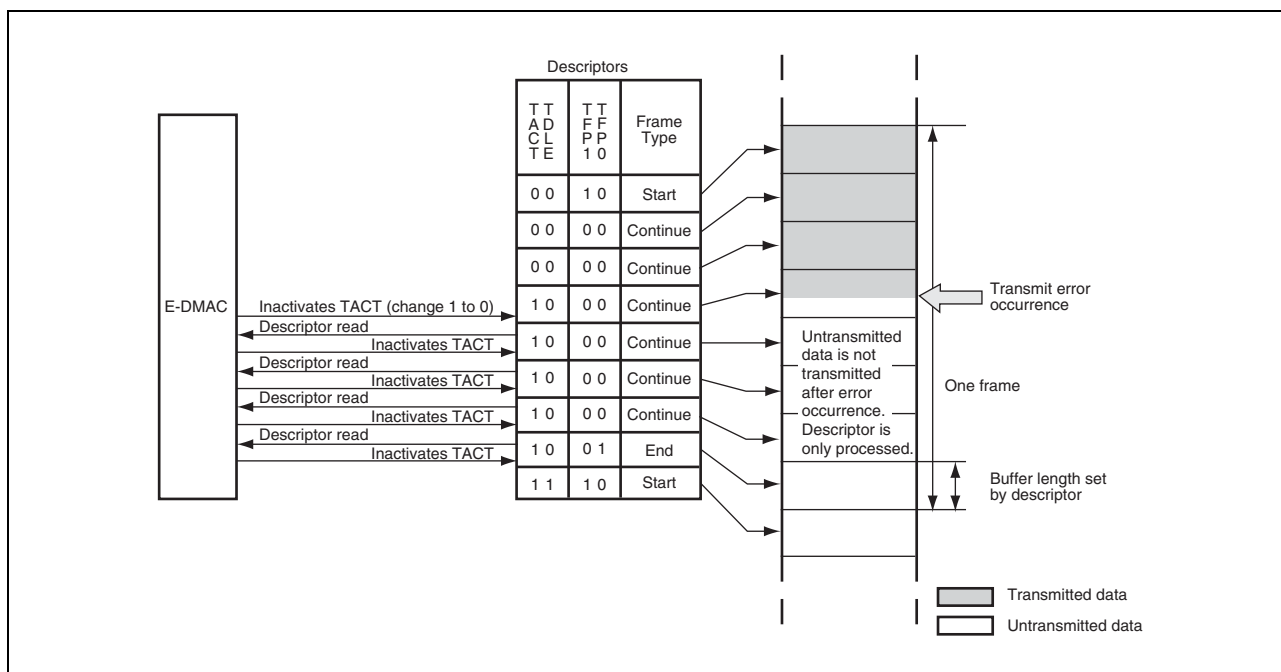 Descriptors
TACT TDLE TFP1 TFP0 Frame Type
0 0 1 0 Start
0 0 0 0 Continue
0 0 0 0 Continue
1 0 0 0 Continue
1 0 0 0 Continue
1 0 0 0 Continue
1 0 0 0 Continue
1 0 0 1 End
1 1 1 0 Start
E-DMAC
Inactivates TACT (change 1 to 0)
Descriptor read
Inactivates TACT
Descriptor read
Inactivates TACT
Descriptor read
Inactivates TACT
Descriptor read
Inactivates TACT
Untransmitted
data is not
transmitted
after error
occurrence.
Descriptor is
only processed.
Transmit error
occurrence
One frame
Buffer length set
by descriptor
Transmitted data
Untransmitted data